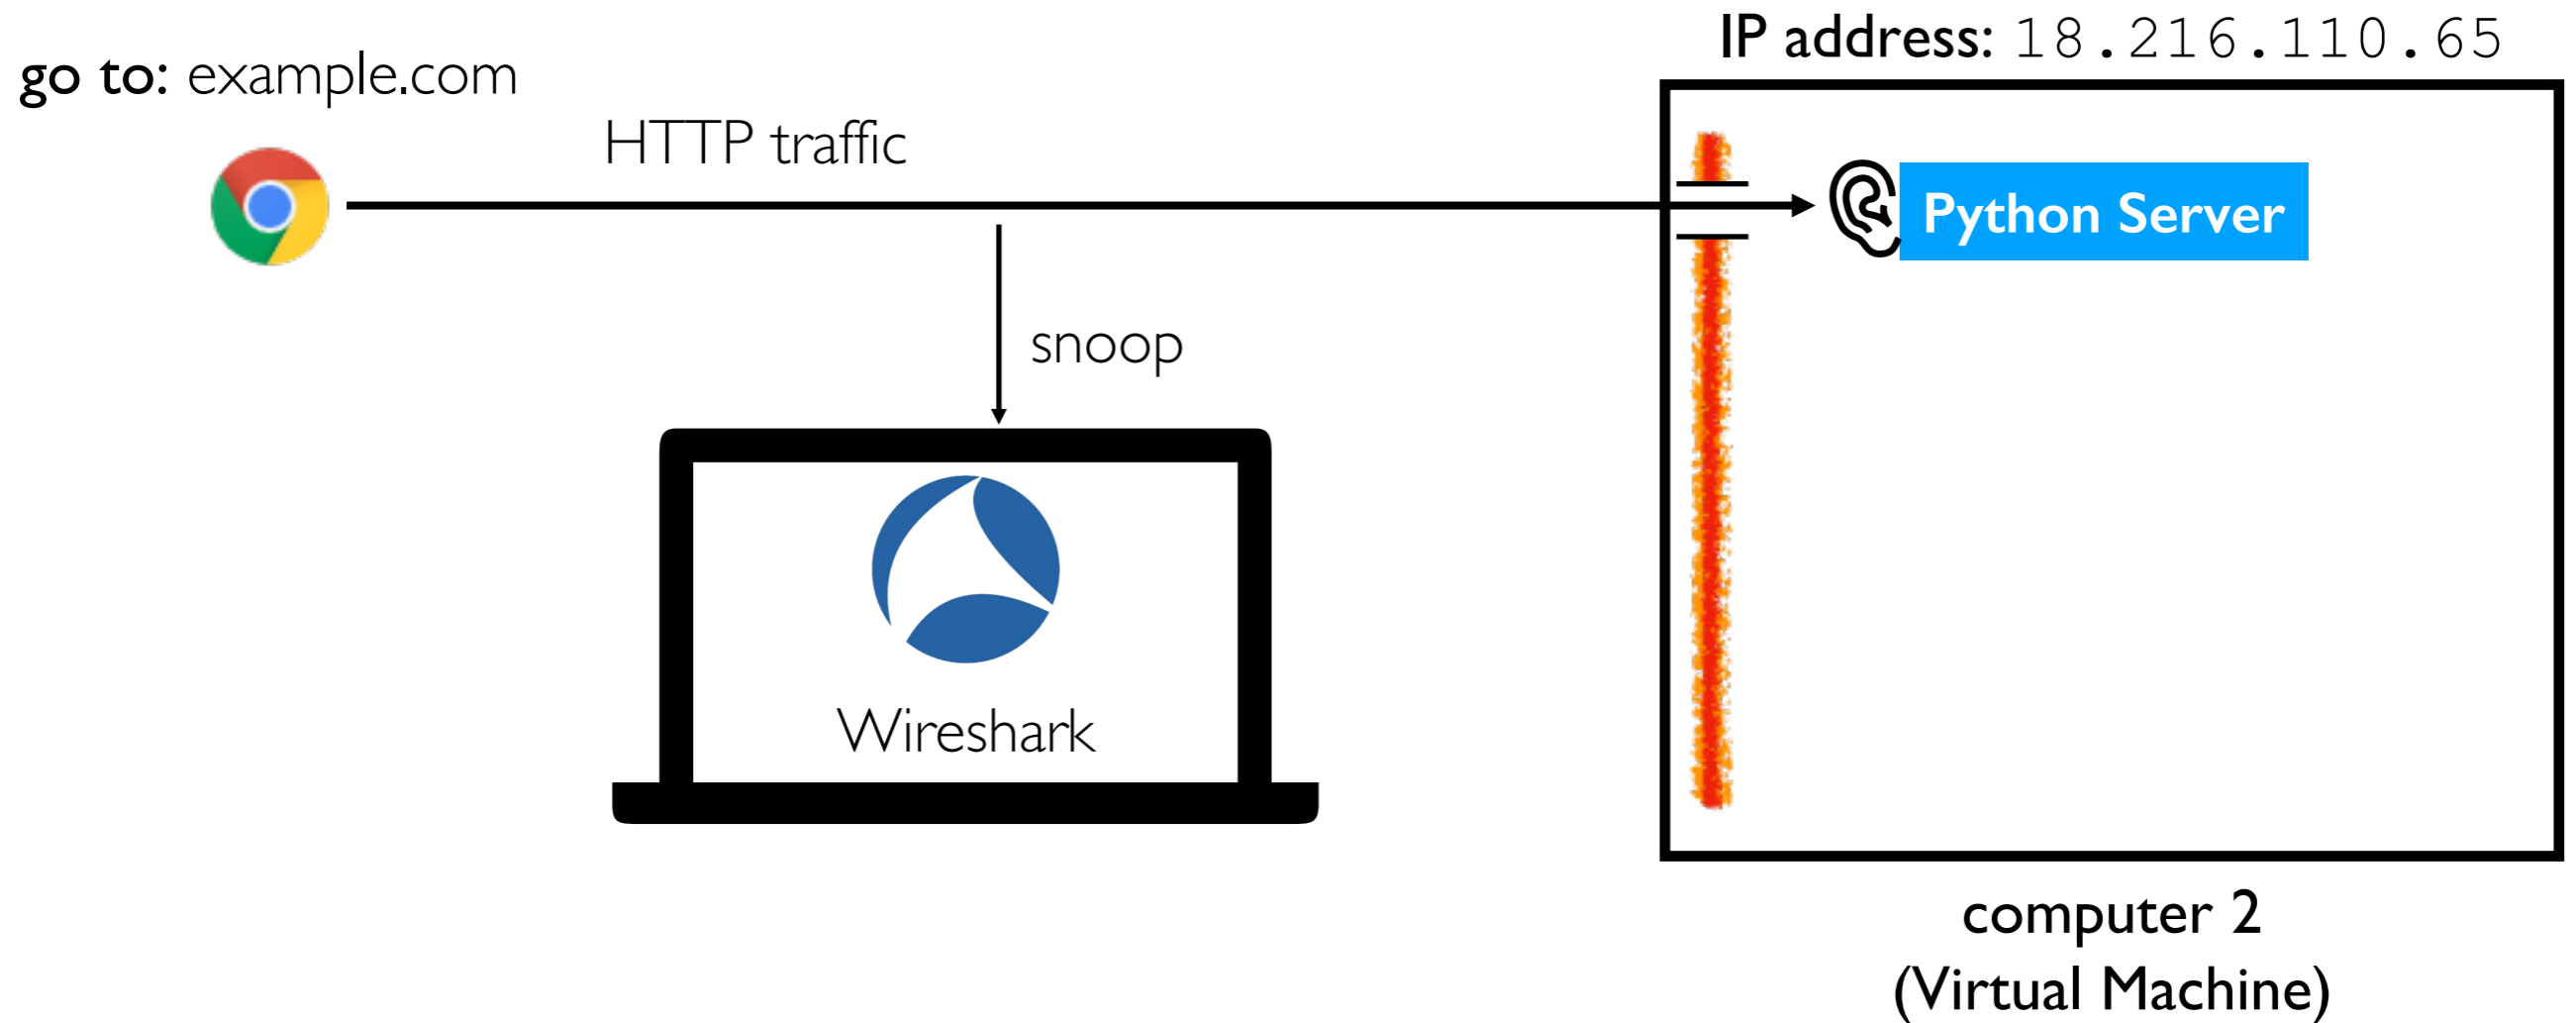 IP address: 18.216.110.65
go to: example.com
HTTP traffic
Python Server
snoop
Wireshark
computer 2
(Virtual Machine)